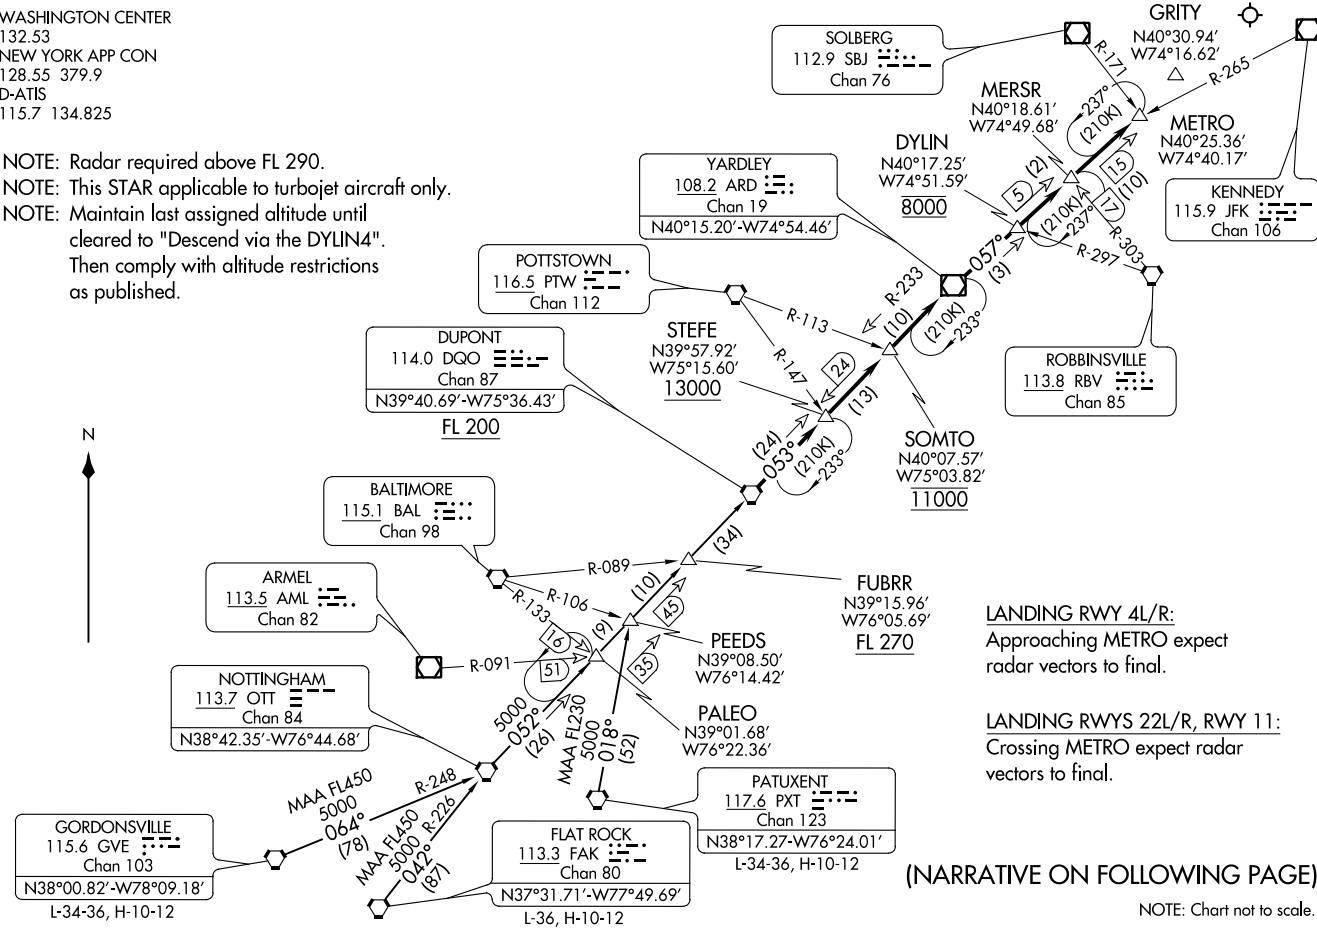 WASHINGTON CENTER
132.53
NEW YORK APP CON
128.55 379.9
D-ATIS
115.7 134.825
NOTE: Radar required above FL 290.
NOTE: This STAR applicable to turbojet aircraft only.
NOTE: Maintain last assigned altitude until
cleared to "Descend via the DYLIN4".
Then comply with altitude restrictions
as published.
GRITY
N40°30.94'
W74°16.62'
SOLBERG
112.9 SBJ
Chan 76
R-171
R-265
237°
(210K)
METRO
N40°25.36'
W74°40.17'
MERSR
N40°18.61'
W74°49.68'
DYLIN
N40°17.25'
W74°51.59'
8000
KENNEDY
115.9 JFK
Chan 106
YARDLEY
108.2 ARD
Chan 19
N40°15.20'-W74°54.46'
5
(2)
15
(10)
17
(210K)
237°
R-303
R-297
057°
(3)
POTTSTOWN
116.5 PTW
Chan 112
R-113
R-147
R-233
(10)
(210K)
233°
STEFE
N39°57.92'
W75°15.60'
13000
24
(13)
ROBBINSVILLE
113.8 RBV
Chan 85
DUPONT
114.0 DQO
Chan 87
N39°40.69'-W75°36.43'
FL 200
SOMTO
N40°07.57'
W75°03.82'
11000
(24)
053°
(210K)
233°
N
BALTIMORE
115.1 BAL
Chan 98
R-089
R-106
R-133
(34)
ARMEL
113.5 AML
Chan 82
R-091
(10)
45
(9)
16
51
35
FUBRR
N39°15.96'
W76°05.69'
FL 270
PEEDS
N39°08.50'
W76°14.42'
PALEO
N39°01.68'
W76°22.36'
LANDING RWY 4L/R:
Approaching METRO expect
radar vectors to final.
LANDING RWYS 22L/R, RWY 11:
Crossing METRO expect radar
vectors to final.
NOTTINGHAM
113.7 OTT
Chan 84
N38°42.35'-W76°44.68'
5000
052°
(26)
MAA FL230
5000
018°
(52)
PATUXENT
117.6 PXT
Chan 123
N38°17.27-W76°24.01'
L-34-36, H-10-12
MAA FL450
5000
064°
(78)
R-248
MAA FL450
5000
042°
(87)
R-226
GORDONSVILLE
115.6 GVE
Chan 103
N38°00.82'-W78°09.18'
L-34-36, H-10-12
FLAT ROCK
113.3 FAK
Chan 80
N37°31.71'-W77°49.69'
L-36, H-10-12
(NARRATIVE ON FOLLOWING PAGE)
NOTE: Chart not to scale.